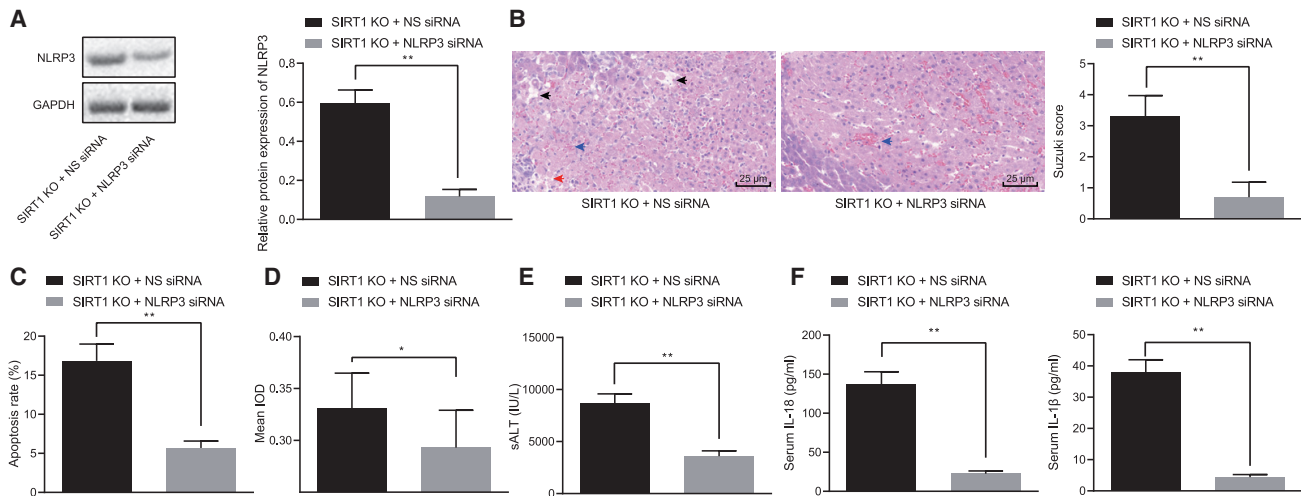 A
NLRP3
GAPDH
SIRT1 KO + NS siRNA
SIRT1 KO + NLRP3 siRNA
SIRT1 KO + NS siRNA
SIRT1 KO + NLRP3 siRNA
Relative protein expression of NLRP3
0.8
0.6
0.4
0.2
0.0
**
B
25 μm
25 μm
SIRT1 KO + NS siRNA
SIRT1 KO + NLRP3 siRNA
SIRT1 KO + NS siRNA
SIRT1 KO + NLRP3 siRNA
Suzuki score
5
4
3
2
1
0
**
C
SIRT1 KO + NS siRNA
SIRT1 KO + NLRP3 siRNA
Apoptosis rate (%)
20
15
10
5
0
**
D
SIRT1 KO + NS siRNA
SIRT1 KO + NLRP3 siRNA
Mean IOD
0.40
0.35
0.30
*
E
SIRT1 KO + NS siRNA
SIRT1 KO + NLRP3 siRNA
sALT (IU/L)
15000
10000
5000
0
**
F
SIRT1 KO + NS siRNA
SIRT1 KO + NLRP3 siRNA
Serum IL-18 (pg/ml)
200
150
100
50
0
**
SIRT1 KO + NS siRNA
SIRT1 KO + NLRP3 siRNA
Serum IL-1β (pg/ml)
50
40
30
20
10
0
**